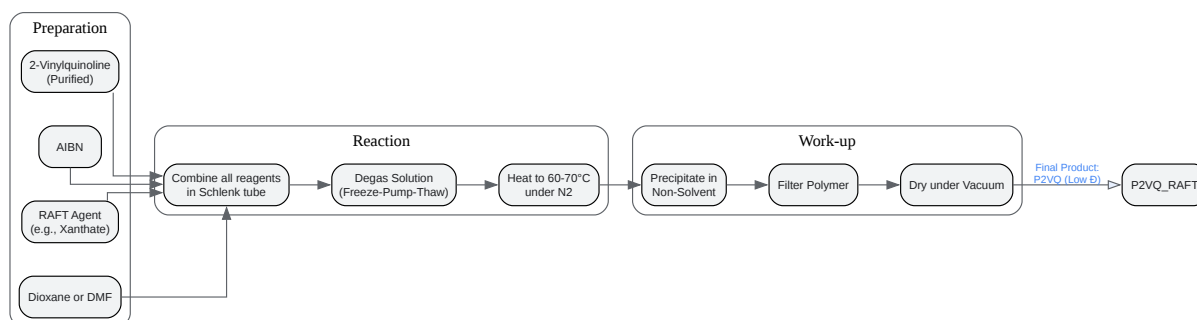 Preparation
2-Vinylquinoline
(Purified)
AIBN
RAFT Agent
(e.g., Xanthate)
Dioxane or DMF
Reaction
Combine all reagents
in Schlenk tube
Degas Solution
(Freeze-Pump-Thaw)
Heat to 60-70°C
under N2
Work-up
Precipitate in
Non-Solvent
Filter Polymer
Dry under Vacuum
Final Product:
P2VQ (Low Đ)
P2VQ_RAFT